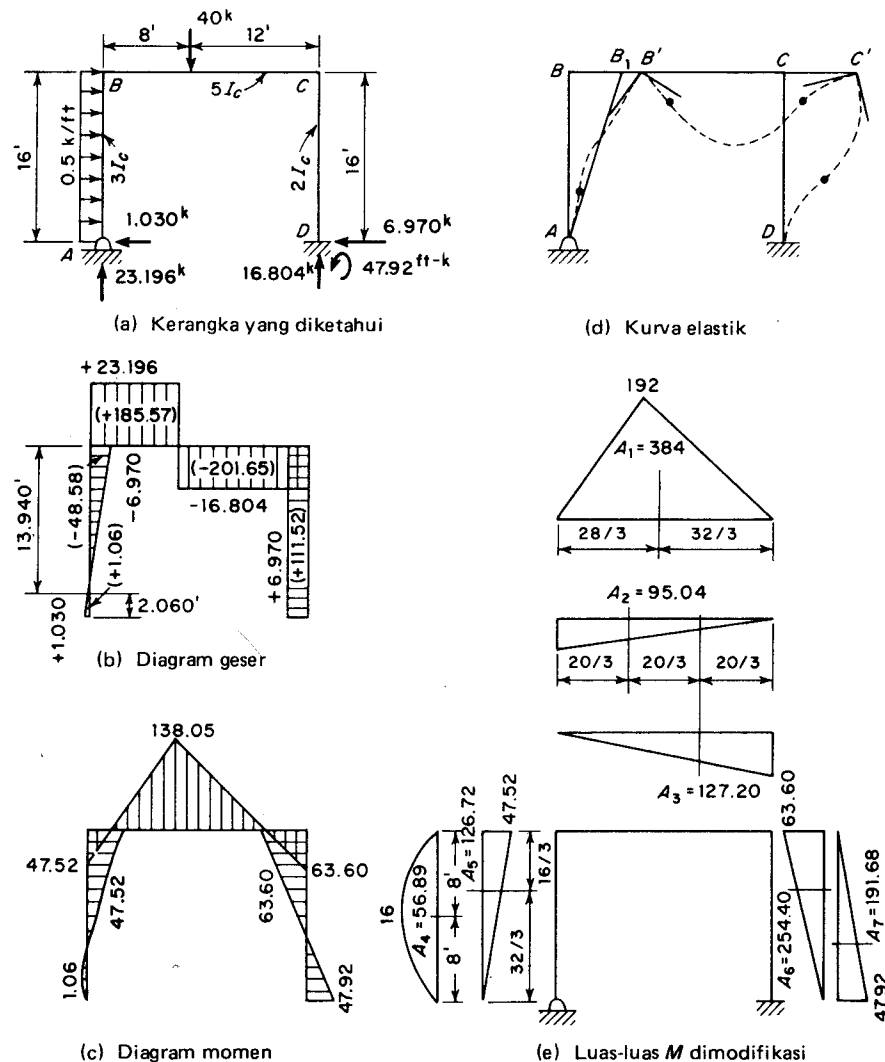 40k
8'
12'
B
C
5Ic
16'
0.5 k/ft
3Ic
2Ic
16'
1.030k
6.970k
A
D
23.196k
16.804k
47.92ft-k
(a) Kerangka yang diketahui
B
B1
B'
C
C'
A
D
(d) Kurva elastik
+23.196
(+185.57)
(-201.65)
-16.804
13.940'
(-48.58)
-6.970
(+1.06)
+1.030
2.060'
+6.970
(+111.52)
(b) Diagram geser
138.05
47.52
47.52
63.60
63.60
1.06
47.92
(c) Diagram momen
192
A1 = 384
28/3
32/3
A2 = 95.04
20/3
20/3
20/3
A3 = 127.20
16
A4 = 56.89
8'
8'
A5 = 126.72
47.52
16/3
32/3
63.60
A6 = 254.40
A7 = 191.68
47.92
(e) Luas-luas M dimodifikasi